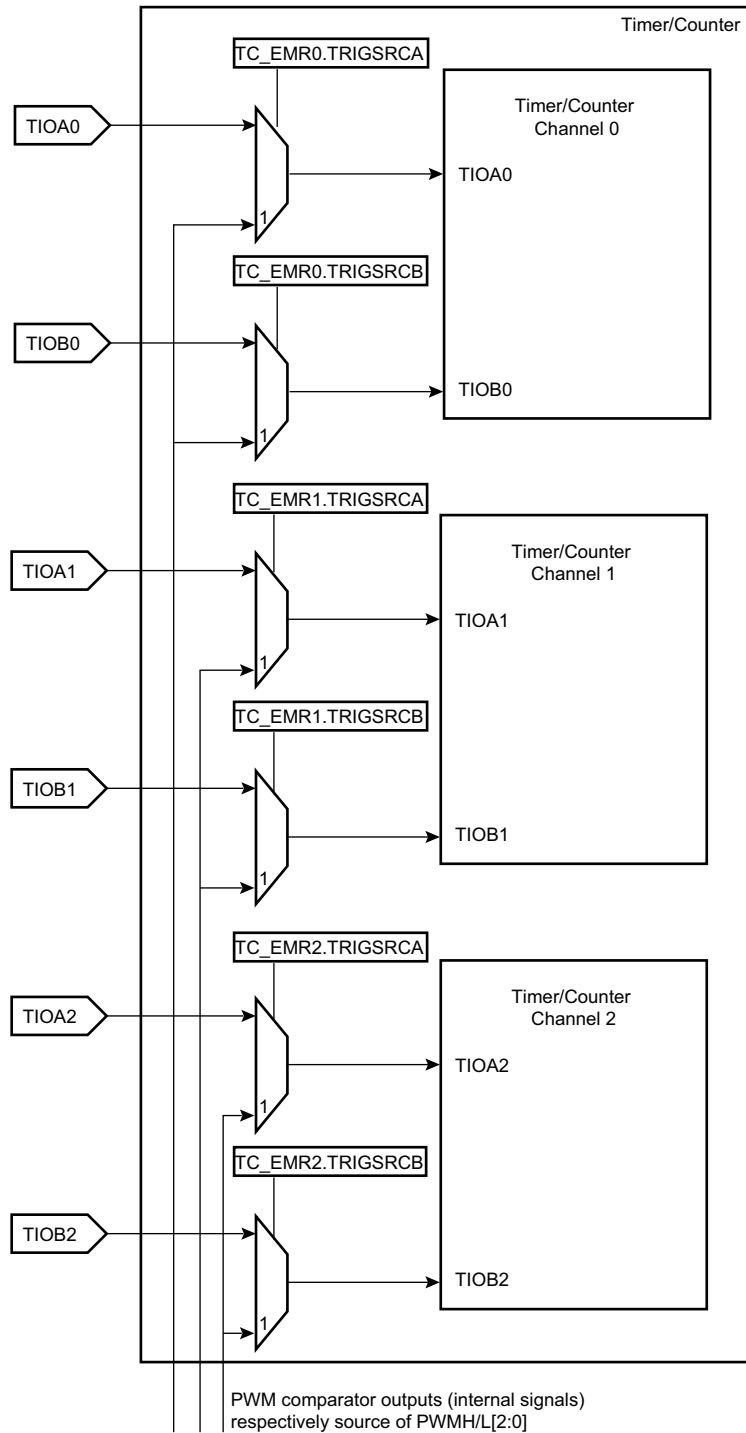 Timer/Counter
TC_EMR0.TRIGSRCA
TIOA0
Timer/Counter
Channel 0
TIOA0
1
TC_EMR0.TRIGSRCB
TIOB0
TIOB0
1
TC_EMR1.TRIGSRCA
TIOA1
Timer/Counter
Channel 1
TIOA1
1
TC_EMR1.TRIGSRCB
TIOB1
TIOB1
1
TC_EMR2.TRIGSRCA
TIOA2
Timer/Counter
Channel 2
TIOA2
1
TC_EMR2.TRIGSRCB
TIOB2
TIOB2
1
PWM comparator outputs (internal signals)
respectively source of PWMH/L[2:0]